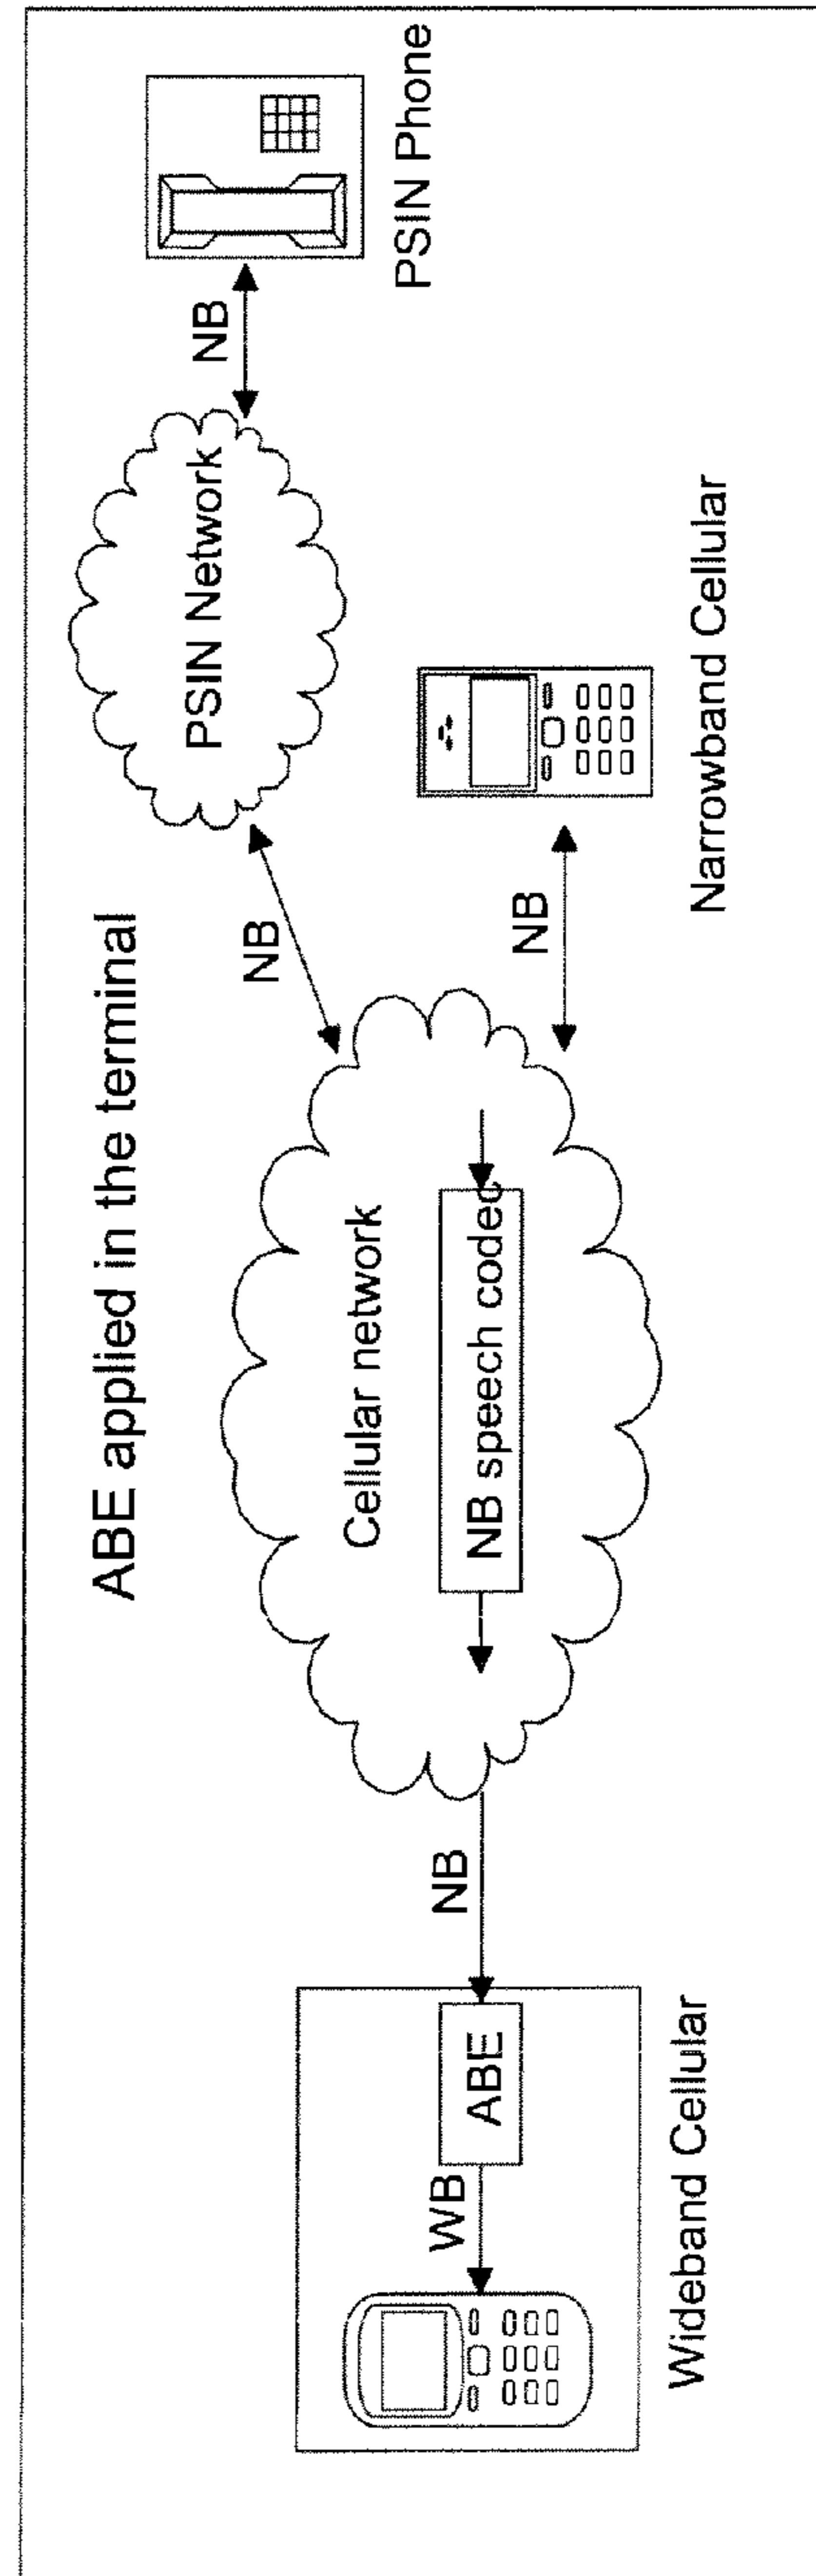 ABE applied in the terminal
PSIN Network
NB
PSIN Phone
NB
Cellular network
NB speech codec
NB
Narrowband Cellular
NB
ABE
WB
Wideband Cellular